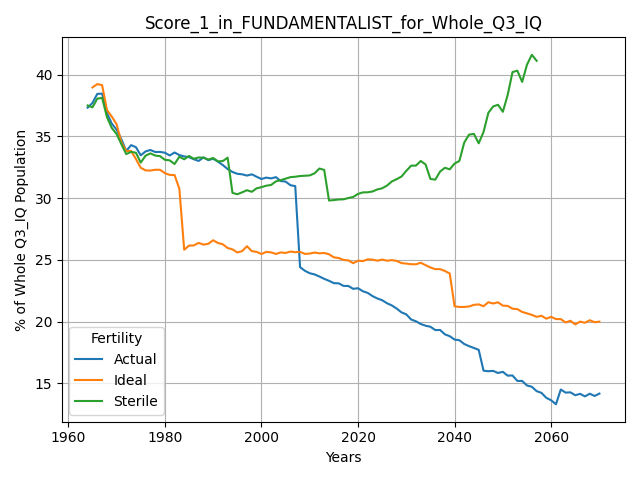 Score_1_in_FUNDAMENTALIST_for_Whole_Q3_IQ
% of Whole Q3_IQ Population
40
35
30
25
20
15
Fertility
Actual
Ideal
Sterile
1960 1980 2000 2020 2040 2060
Years